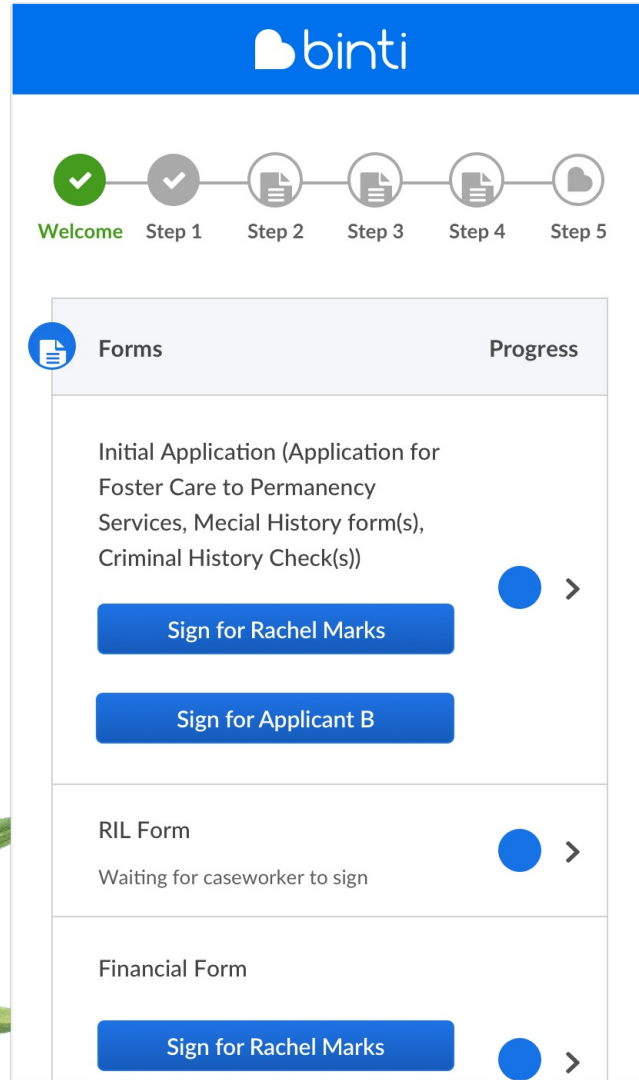 binti
Welcome Step 1 Step 2 Step 3 Step 4 Step 5
Forms Progress
Initial Application (Application for
Foster Care to Permanency
Services, Mecial History form(s),
Criminal History Check(s))
Sign for Rachel Marks
Sign for Applicant B
RIL Form
Waiting for caseworker to sign
Financial Form
Sign for Rachel Marks